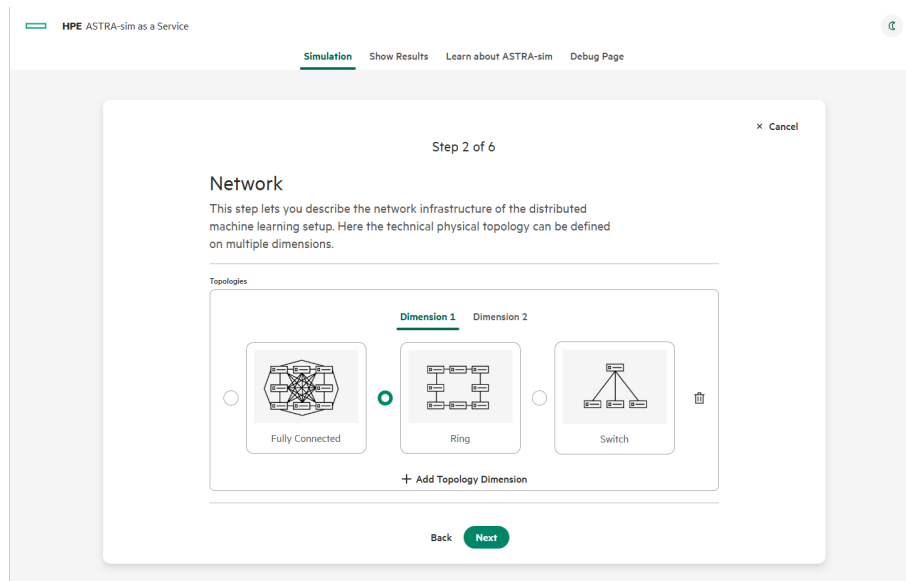 HPE ASTRA-sim as a Service
Simulation Show Results Learn about ASTRA-sim Debug Page
× Cancel
Step 2 of 6
Network
This step lets you describe the network infrastructure of the distributed
machine learning setup. Here the technical physical topology can be defined
on multiple dimensions.
Topologies
Dimension 1 Dimension 2
Fully Connected Ring Switch
+ Add Topology Dimension
Back Next